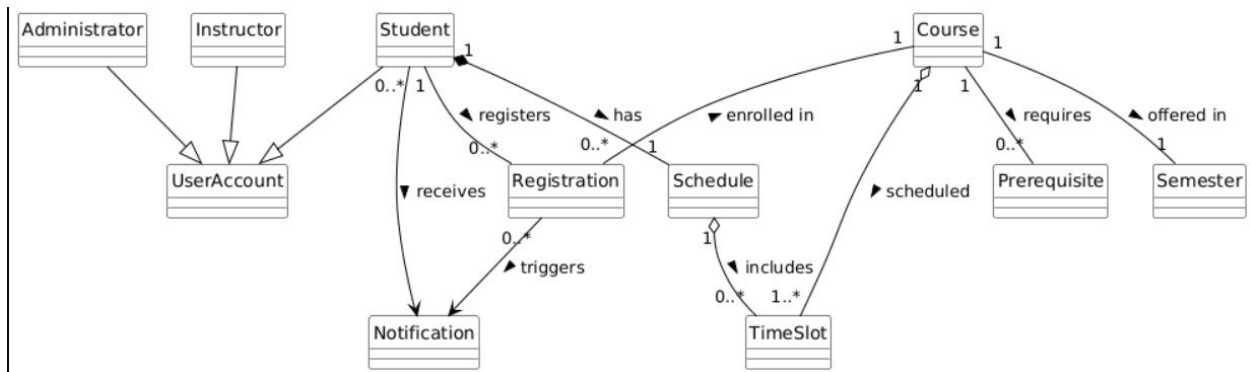 Administrator
Instructor
Student
Course
1
1
1
0..* 1
1
1
registers
has
enrolled in
requires
offered in
0..*
0..*
1
0..*
1
UserAccount
receives
Registration
Schedule
scheduled
Prerequisite
Semester
0..*
1
triggers
includes
0..*
1..*
Notification
TimeSlot